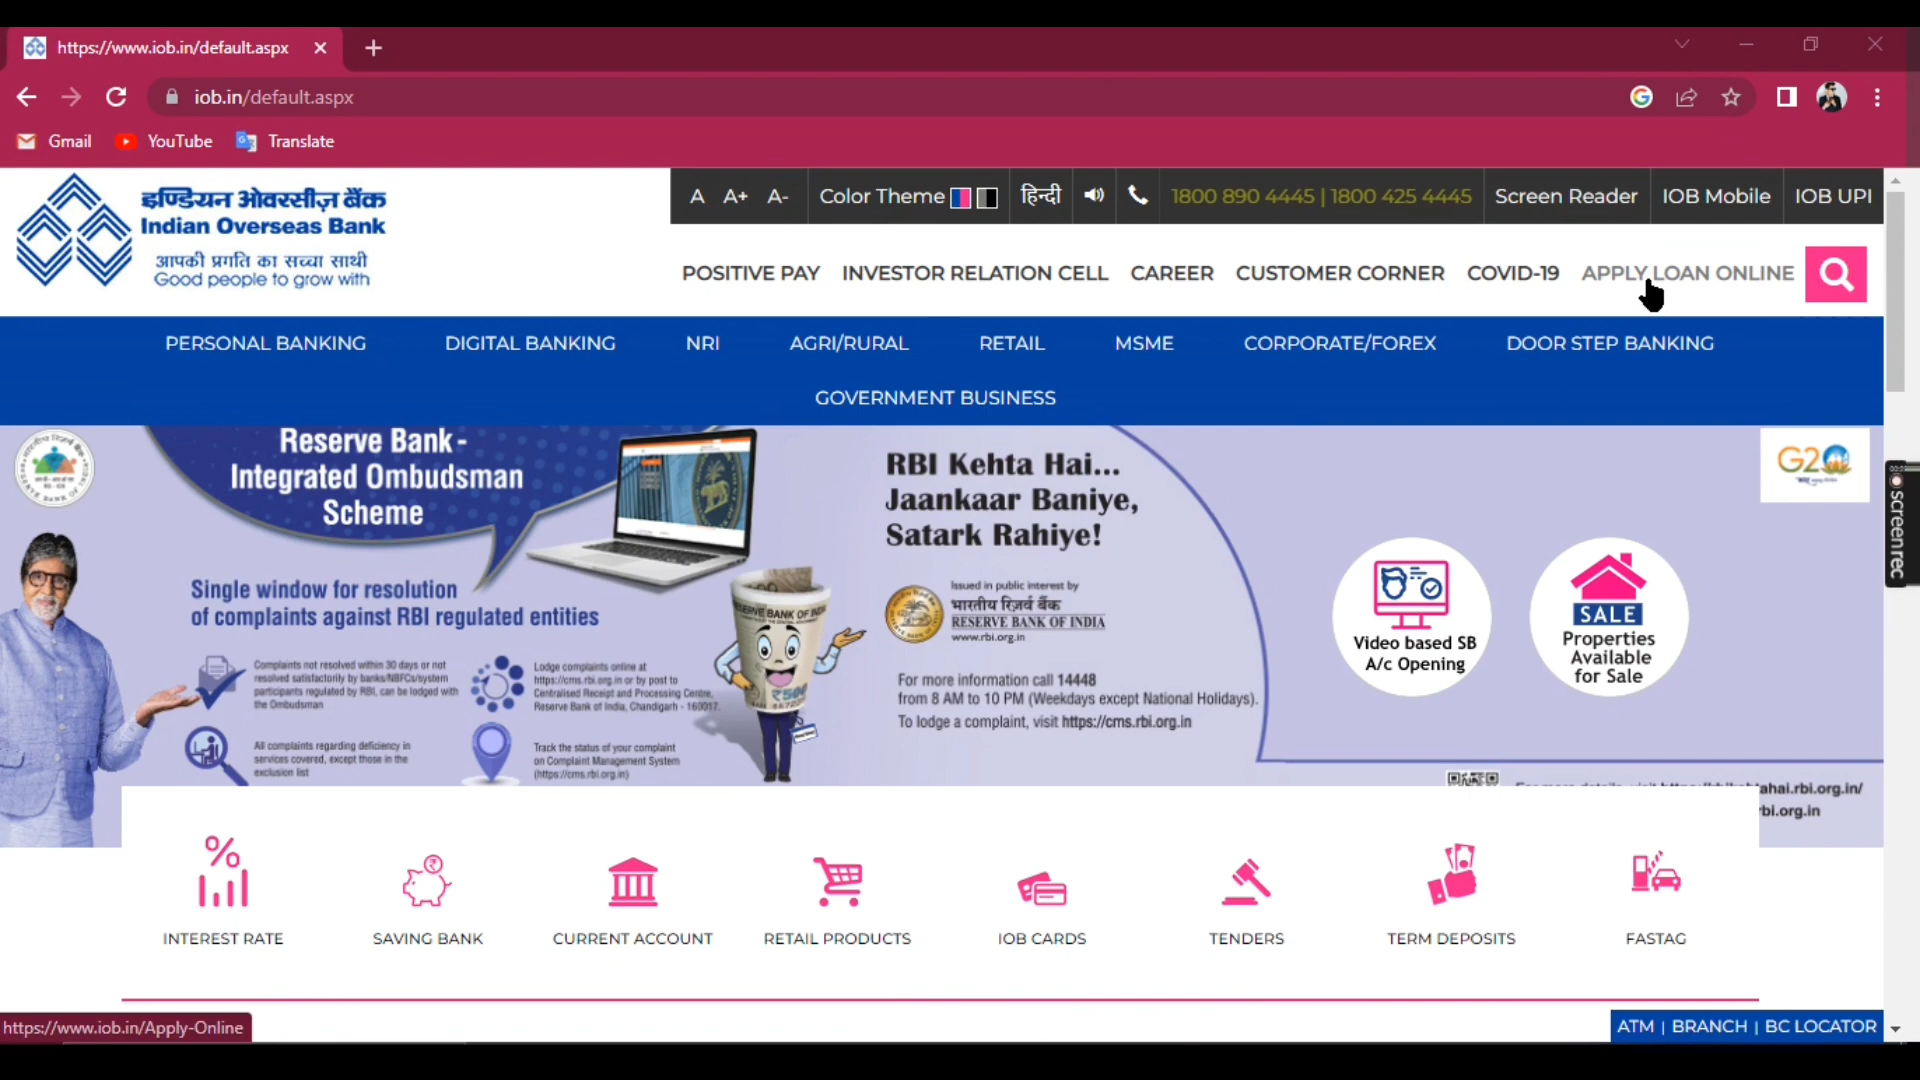 https://www.iob.in/default.aspx
iob.in/default.aspx
Gmail YouTube Translate
इण्डियन ओवरसीज़ बैंक
Indian Overseas Bank
आपकी प्रगति का सच्चा साथी
Good people to grow with
A A+ A- Color Theme हिन्दी 1800 890 4445 | 1800 425 4445 Screen Reader IOB Mobile IOB UPI
POSITIVE PAY INVESTOR RELATION CELL CAREER CUSTOMER CORNER COVID-19 APPLY LOAN ONLINE
PERSONAL BANKING DIGITAL BANKING NRI AGRI/RURAL RETAIL MSME CORPORATE/FOREX DOOR STEP BANKING
GOVERNMENT BUSINESS
Reserve Bank -
Integrated Ombudsman
Scheme
Single window for resolution
of complaints against RBI regulated entities
Complaints not resolved within 30 days or not
resolved satisfactorily by banks/NBFCs/system
participants regulated by RBI, can be lodged with
the Ombudsman
Lodge complaints online at
https://cms.rbi.org.in or by post to
Centralised Receipt and Processing Centre,
Reserve Bank of India, Chandigarh - 160017.
All complaints regarding deficiency in
services covered, except those in the
exclusion list
Track the status of your complaint
on Complaint Management System
(https://cms.rbi.org.in)
RESERVE BANK OF INDIA
₹500
RBI Kehta Hai...
Jaankaar Baniye,
Satark Rahiye!
Issued in public interest by
भारतीय रिज़र्व बैंक
RESERVE BANK OF INDIA
www.rbi.org.in
For more information call 14448
from 8 AM to 10 PM (Weekdays except National Holidays).
To lodge a complaint, visit https://cms.rbi.org.in
G20
Video based SB
A/c Opening
SALE
Properties
Available
for Sale
screenrec
ahai.rbi.org.in/
bi.org.in
INTEREST RATE SAVING BANK CURRENT ACCOUNT RETAIL PRODUCTS IOB CARDS TENDERS TERM DEPOSITS FASTAG
https://www.iob.in/Apply-Online
ATM | BRANCH | BC LOCATOR